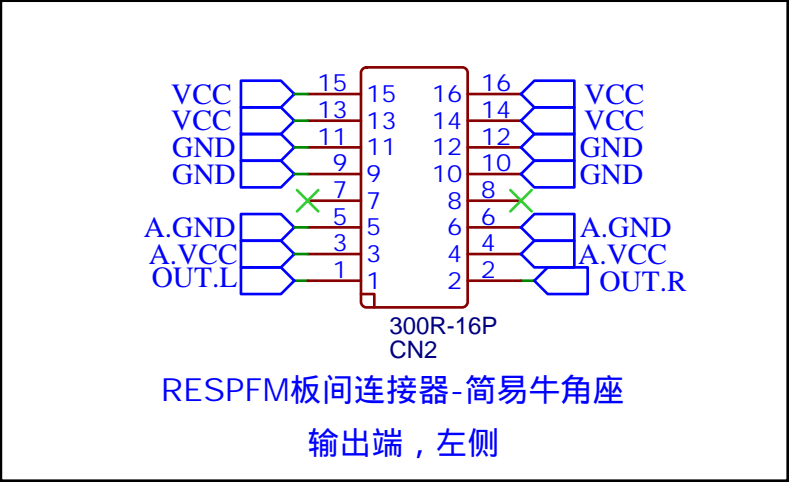 VCC 15 15 16 16 VCC
VCC 13 13 14 14 VCC
GND 11 11 12 12 GND
GND 9 9 10 10 GND
7 7 8 8
A.GND 5 5 6 6 A.GND
A.VCC 3 3 4 4 A.VCC
OUT.L 1 1 2 2 OUT.R
300R-16P
CN2
RESPFM板间连接器-简易牛角座
输出端，左侧